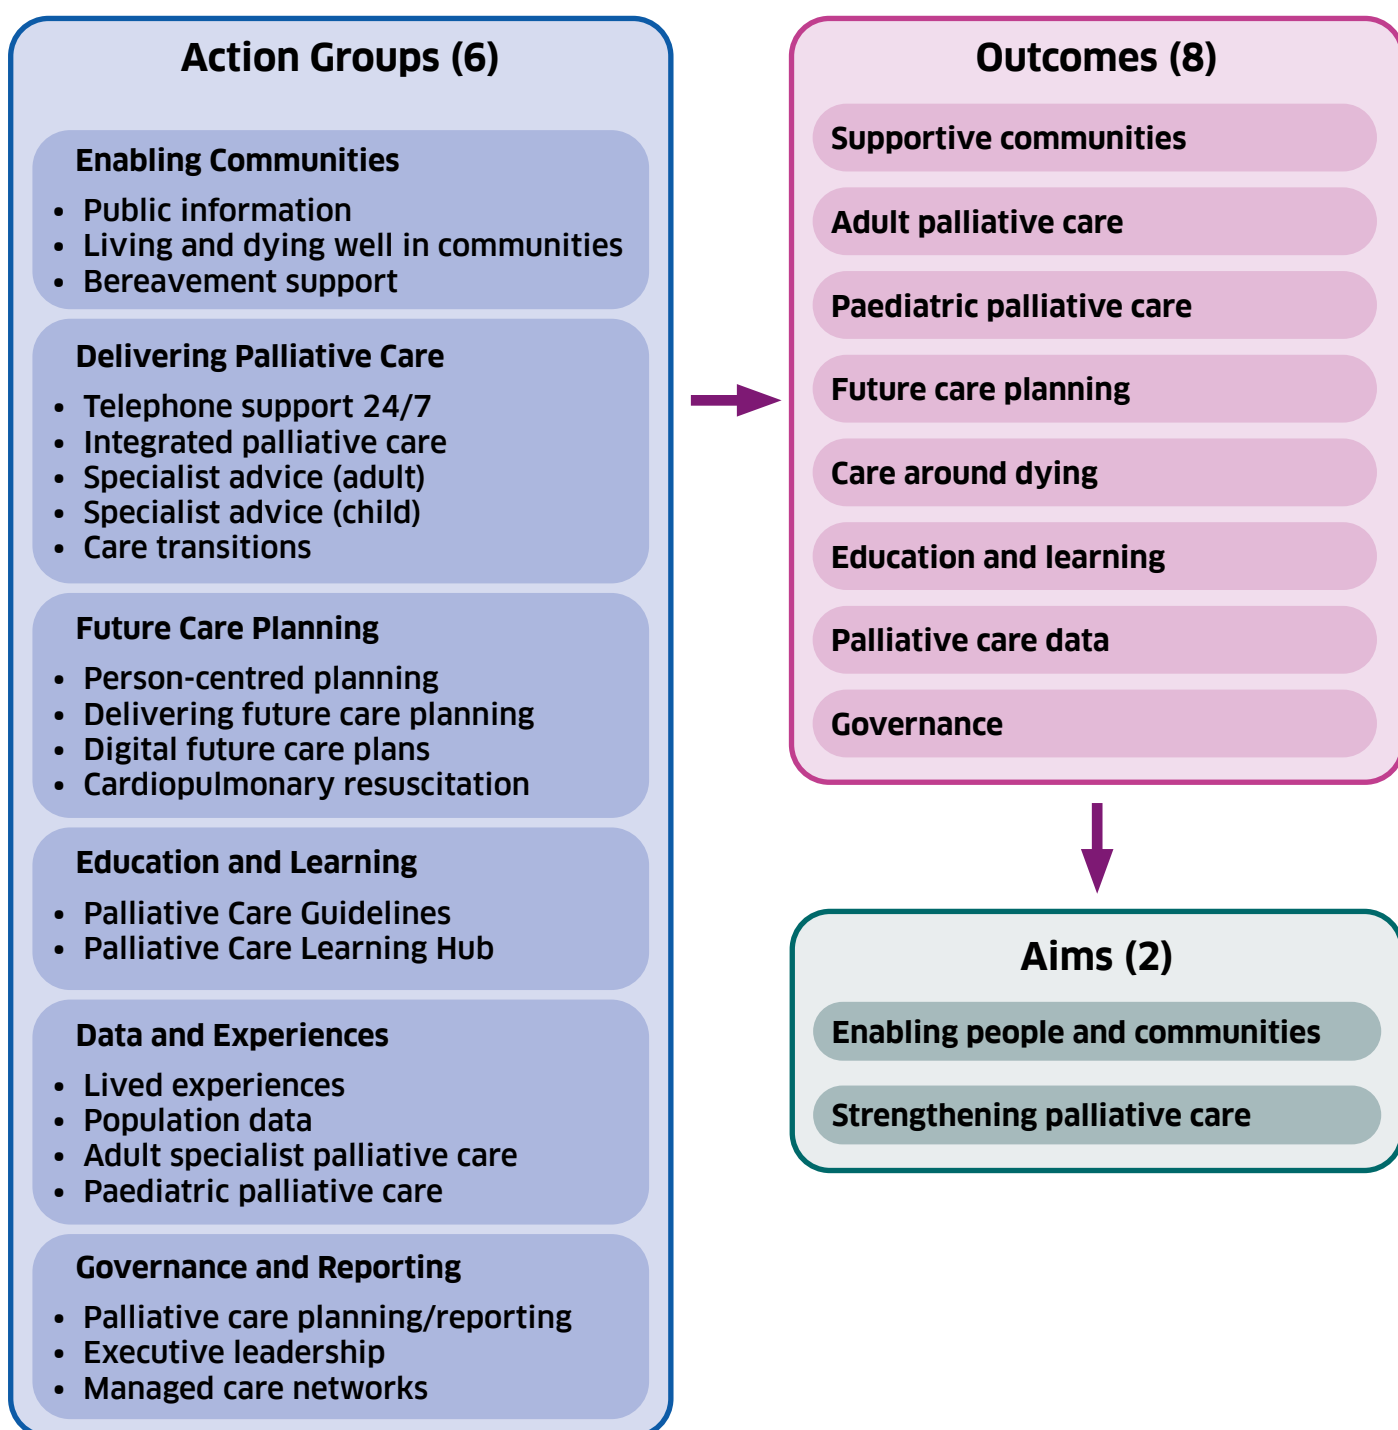 Action Groups (6)
Enabling Communities
• Public information
• Living and dying well in communities
• Bereavement support
Delivering Palliative Care
• Telephone support 24/7
• Integrated palliative care
• Specialist advice (adult)
• Specialist advice (child)
• Care transitions
Future Care Planning
• Person-centred planning
• Delivering future care planning
• Digital future care plans
• Cardiopulmonary resuscitation
Education and Learning
• Palliative Care Guidelines
• Palliative Care Learning Hub
Data and Experiences
• Lived experiences
• Population data
• Adult specialist palliative care
• Paediatric palliative care
Governance and Reporting
• Palliative care planning/reporting
• Executive leadership
• Managed care networks
Outcomes (8)
Supportive communities
Adult palliative care
Paediatric palliative care
Future care planning
Care around dying
Education and learning
Palliative care data
Governance
Aims (2)
Enabling people and communities
Strengthening palliative care